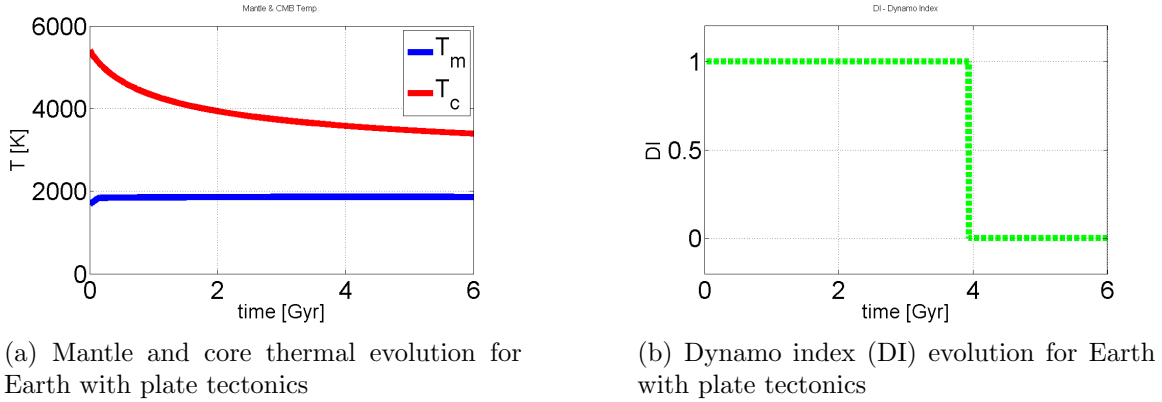 Mantle & CMB Temp
6000
4000
2000
0
T [K]
T_m
T_c
0
2
4
6
time [Gyr]
(a) Mantle and core thermal evolution for
Earth with plate tectonics
DI - Dynamo Index
1
0.5
0
DI
0
2
4
6
time [Gyr]
(b) Dynamo index (DI) evolution for Earth
with plate tectonics